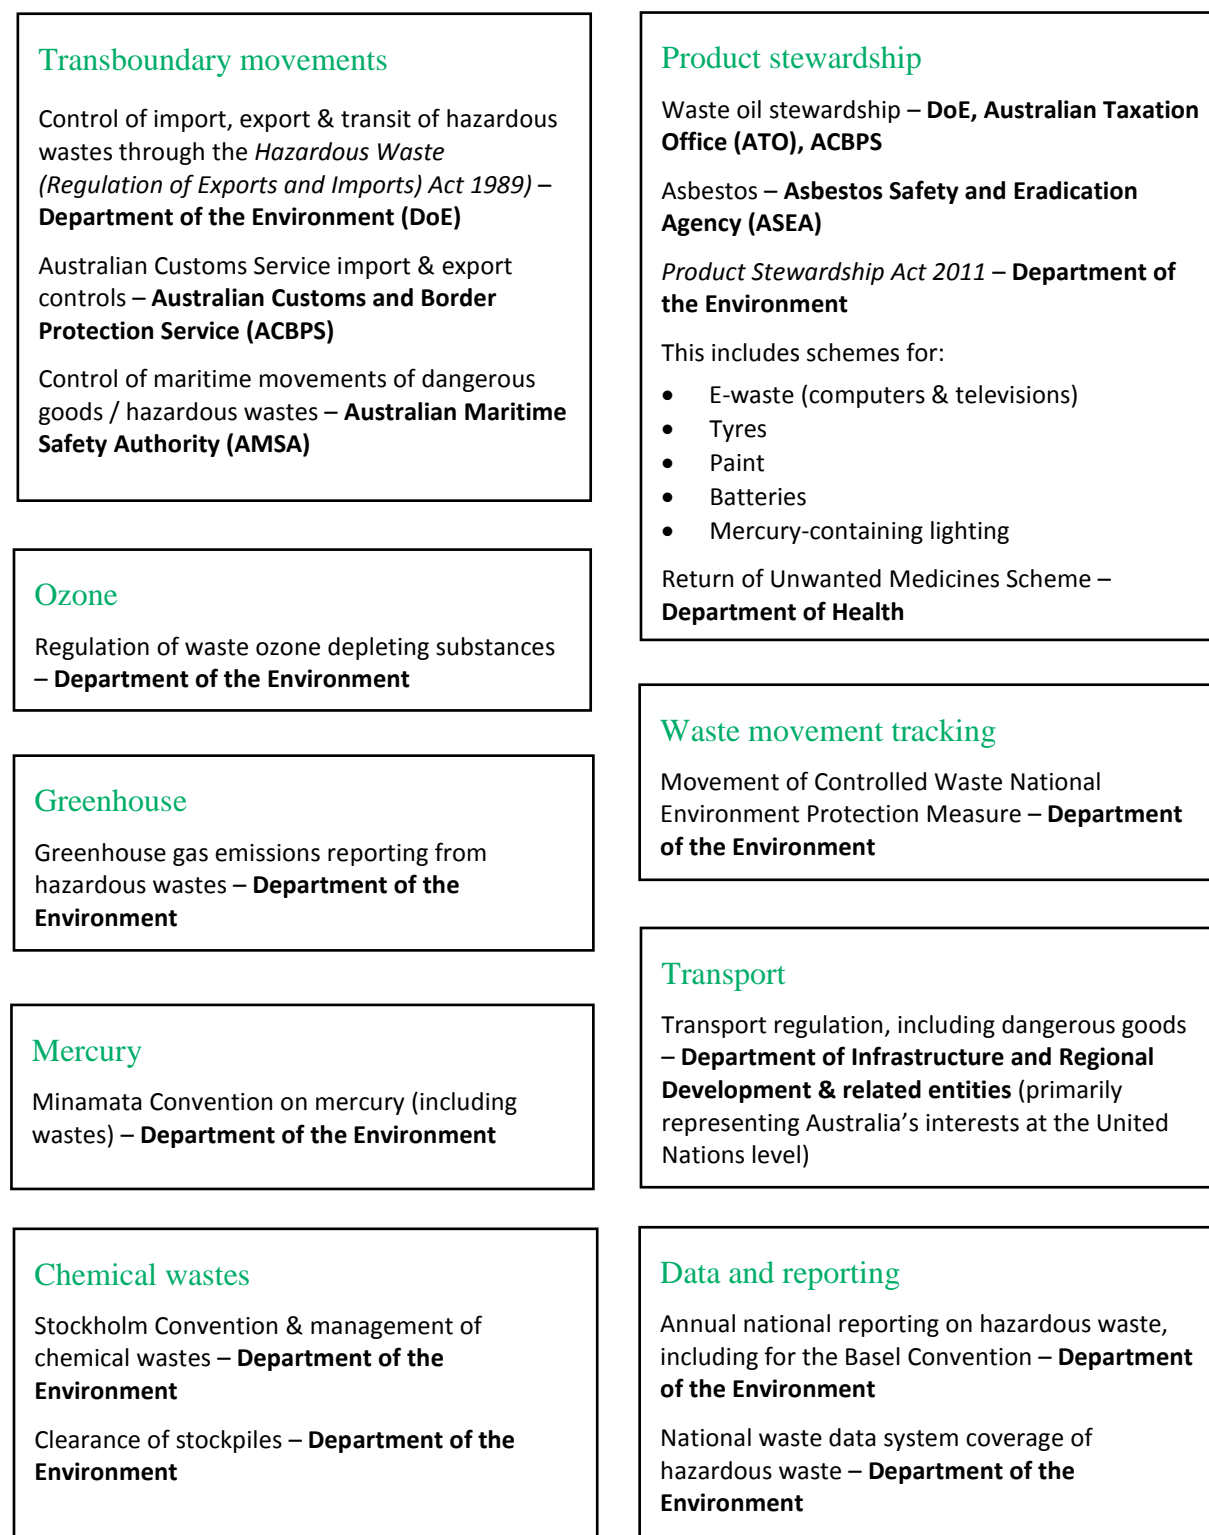 Transboundary movements
Control of import, export & transit of hazardous
wastes through the Hazardous Waste
(Regulation of Exports and Imports) Act 1989) –
Department of the Environment (DoE)
Australian Customs Service import & export
controls – Australian Customs and Border
Protection Service (ACBPS)
Control of maritime movements of dangerous
goods / hazardous wastes – Australian Maritime
Safety Authority (AMSA)
Ozone
Regulation of waste ozone depleting substances
– Department of the Environment
Greenhouse
Greenhouse gas emissions reporting from
hazardous wastes – Department of the
Environment
Mercury
Minamata Convention on mercury (including
wastes) – Department of the Environment
Chemical wastes
Stockholm Convention & management of
chemical wastes – Department of the
Environment
Clearance of stockpiles – Department of the
Environment
Product stewardship
Waste oil stewardship – DoE, Australian Taxation
Office (ATO), ACBPS
Asbestos – Asbestos Safety and Eradication
Agency (ASEA)
Product Stewardship Act 2011 – Department of
the Environment
This includes schemes for:
• E-waste (computers & televisions)
• Tyres
• Paint
• Batteries
• Mercury-containing lighting
Return of Unwanted Medicines Scheme –
Department of Health
Waste movement tracking
Movement of Controlled Waste National
Environment Protection Measure – Department
of the Environment
Transport
Transport regulation, including dangerous goods
– Department of Infrastructure and Regional
Development & related entities (primarily
representing Australia’s interests at the United
Nations level)
Data and reporting
Annual national reporting on hazardous waste,
including for the Basel Convention – Department
of the Environment
National waste data system coverage of
hazardous waste – Department of the
Environment